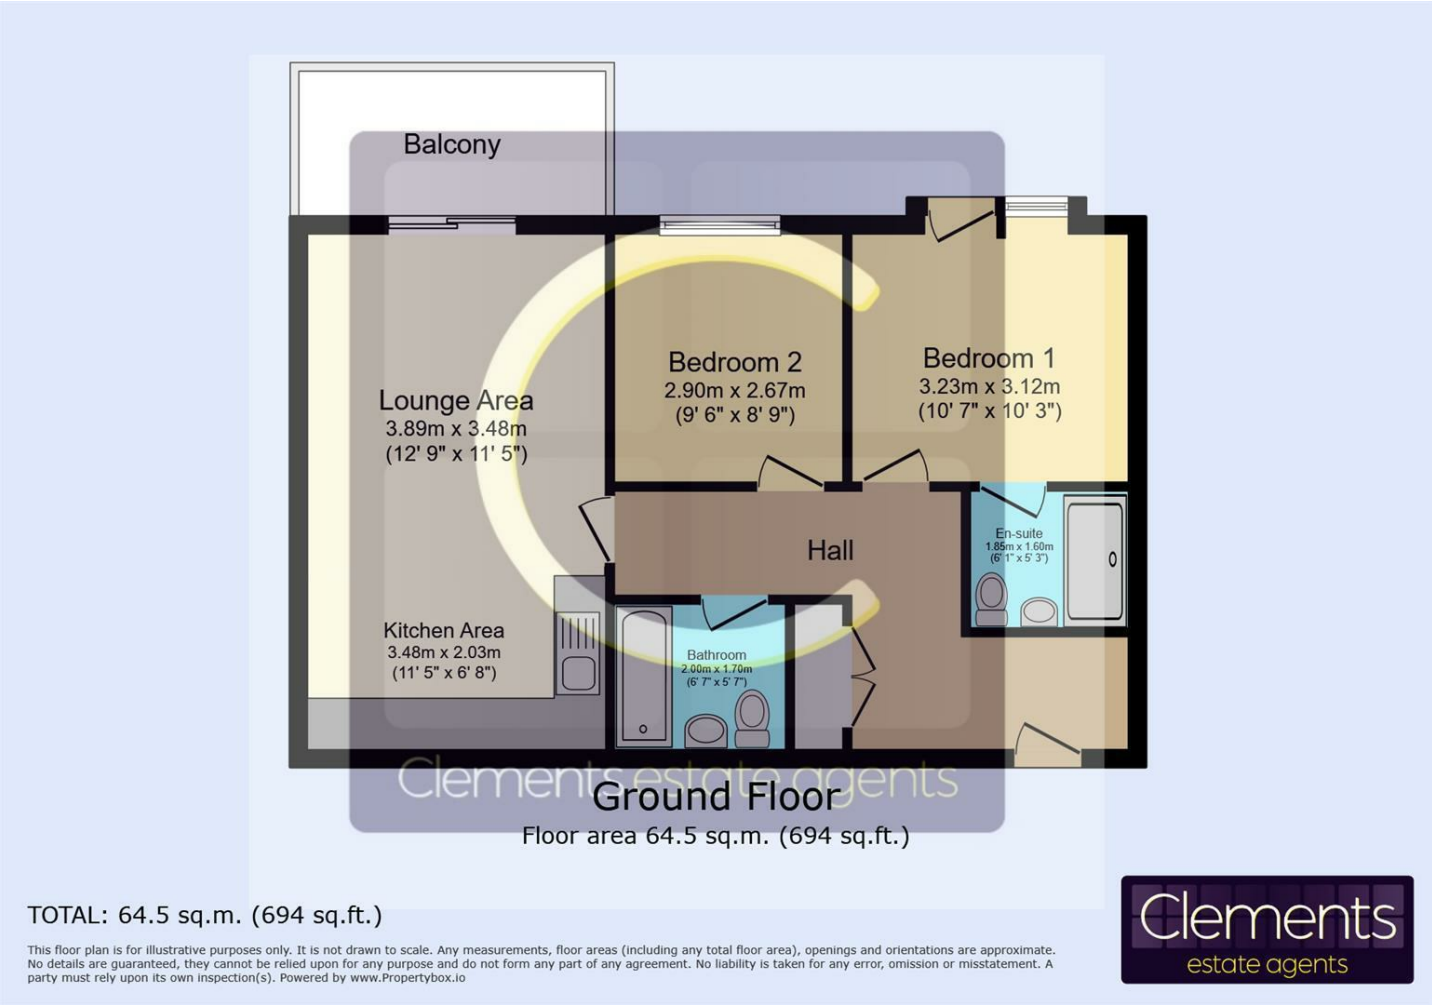 Balcony
Lounge Area
3.89m x 3.48m
(12' 9" x 11' 5")
Bedroom 2
2.90m x 2.67m
(9' 6" x 8' 9")
Bedroom 1
3.23m x 3.12m
(10' 7" x 10' 3")
Hall
En-suite
1.85m x 1.60m
(6' 1" x 5' 3")
Kitchen Area
3.48m x 2.03m
(11' 5" x 6' 8")
Bathroom
2.00m x 1.70m
(6' 7" x 5' 7")
Clements estate agents
Ground Floor
Floor area 64.5 sq.m. (694 sq.ft.)
TOTAL: 64.5 sq.m. (694 sq.ft.)
This floor plan is for illustrative purposes only. It is not drawn to scale. Any measurements, floor areas (including any total floor area), openings and orientations are approximate.
No details are guaranteed, they cannot be relied upon for any purpose and do not form any part of any agreement. No liability is taken for any error, omission or misstatement. A
party must rely upon its own inspection(s). Powered by www.Propertybox.io
Clements
estate agents